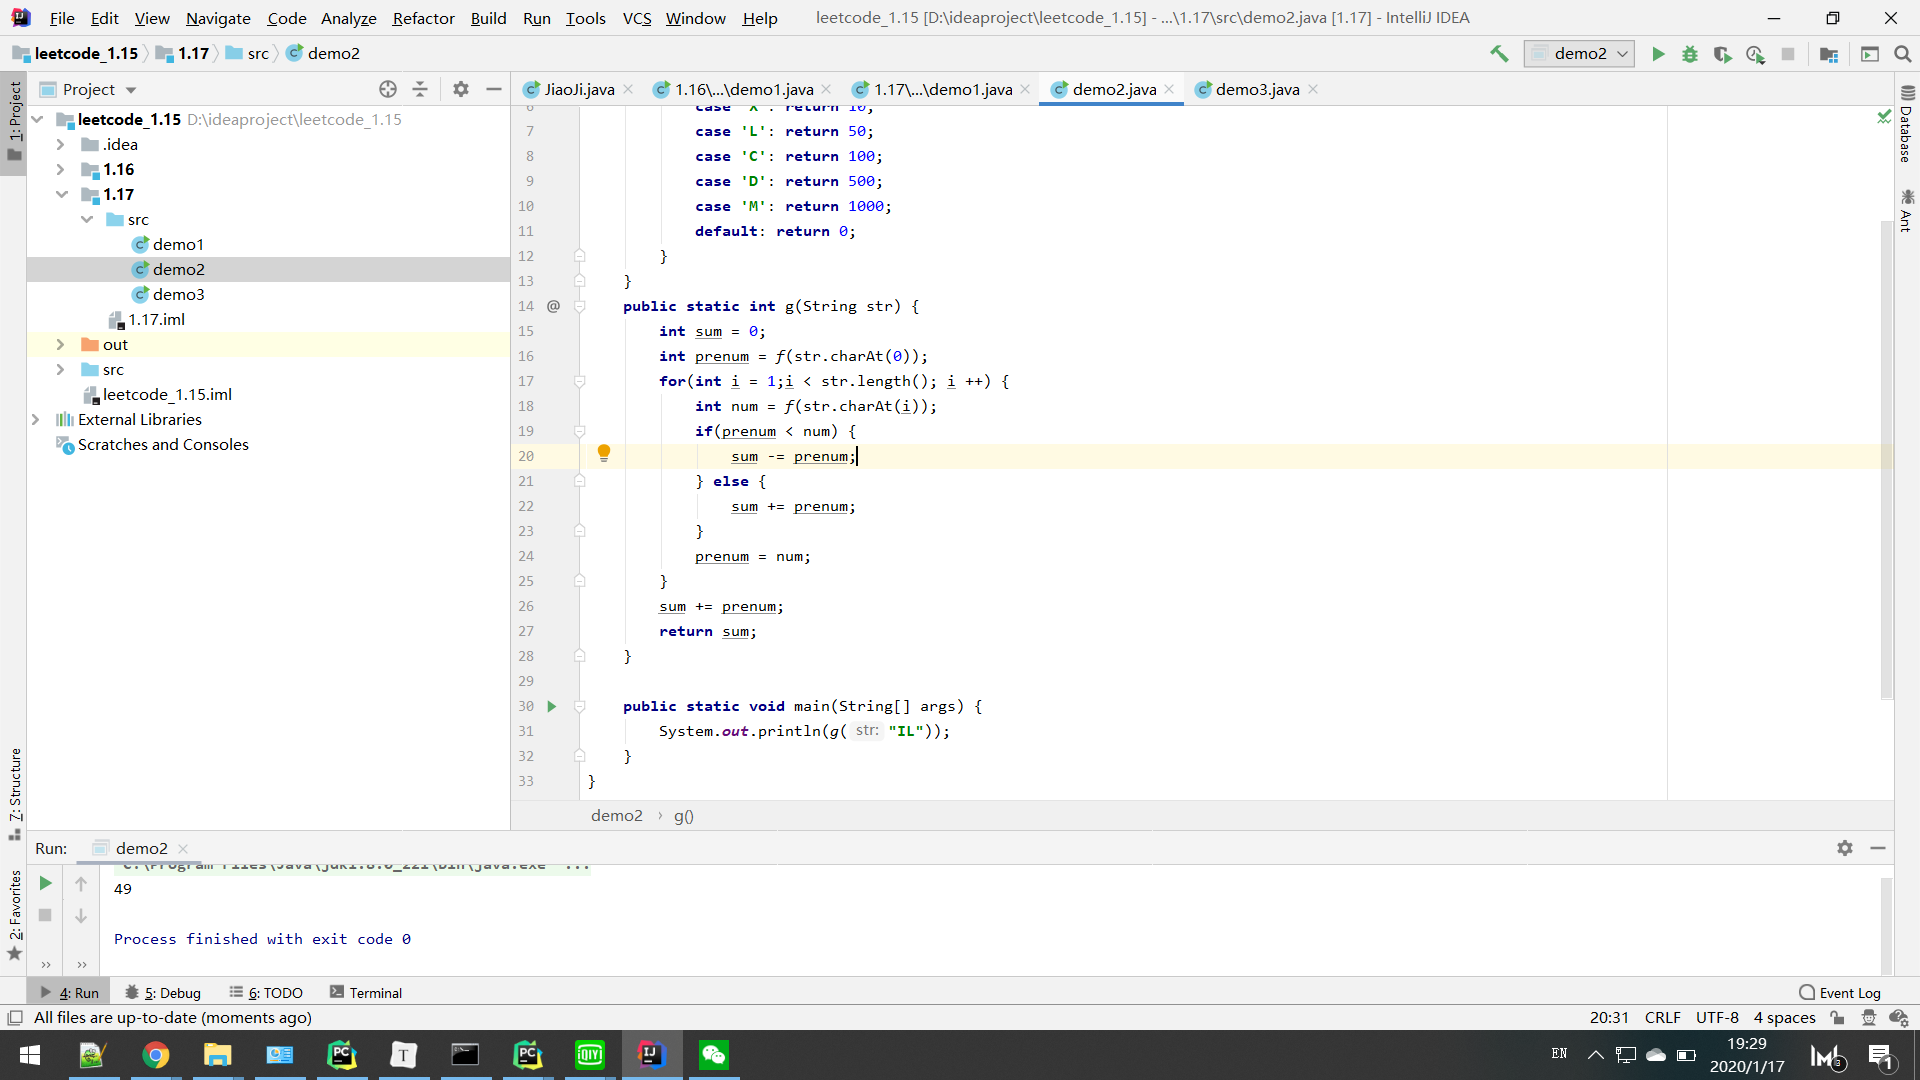 File Edit View Navigate Code Analyze Refactor Build Run Tools VCS Window Help leetcode_1.15 [D:\ideaproject\leetcode_1.15] - ...\1.17\src\demo2.java [1.17] - IntelliJ IDEA
leetcode_1.15 1.17 src demo2
demo2
1: Project
Project
JiaoJi.java
1.16\...\demo1.java
1.17\...\demo1.java
demo2.java
demo3.java
leetcode_1.15 D:\ideaproject\leetcode_1.15
.idea
1.16
1.17
src
demo1
demo2
demo3
1.17.iml
out
src
leetcode_1.15.iml
External Libraries
Scratches and Consoles
6 case 'X': return 10;
7 case 'L': return 50;
8 case 'C': return 100;
9 case 'D': return 500;
10 case 'M': return 1000;
11 default: return 0;
12 }
13 }
14 @ public static int g(String str) {
15 int sum = 0;
16 int prenum = f(str.charAt(0));
17 for(int i = 1;i < str.length(); i ++) {
18 int num = f(str.charAt(i));
19 if(prenum < num) {
20 sum -= prenum;
21 } else {
22 sum += prenum;
23 }
24 prenum = num;
25 }
26 sum += prenum;
27 return sum;
28 }
29
30 public static void main(String[] args) {
31 System.out.println(g( str: "IL"));
32 }
33 }
demo2 › g()
Database
Ant
7: Structure
2: Favorites
Run: demo2
"C:\Program Files\Java\jdk1.8.0_221\bin\java.exe" ...
49
Process finished with exit code 0
4: Run 5: Debug 6: TODO Terminal Event Log
All files are up-to-date (moments ago) 20:31 CRLF UTF-8 4 spaces
PC T PC QIYI IJ
EN 19:29
2020/1/17
3
1